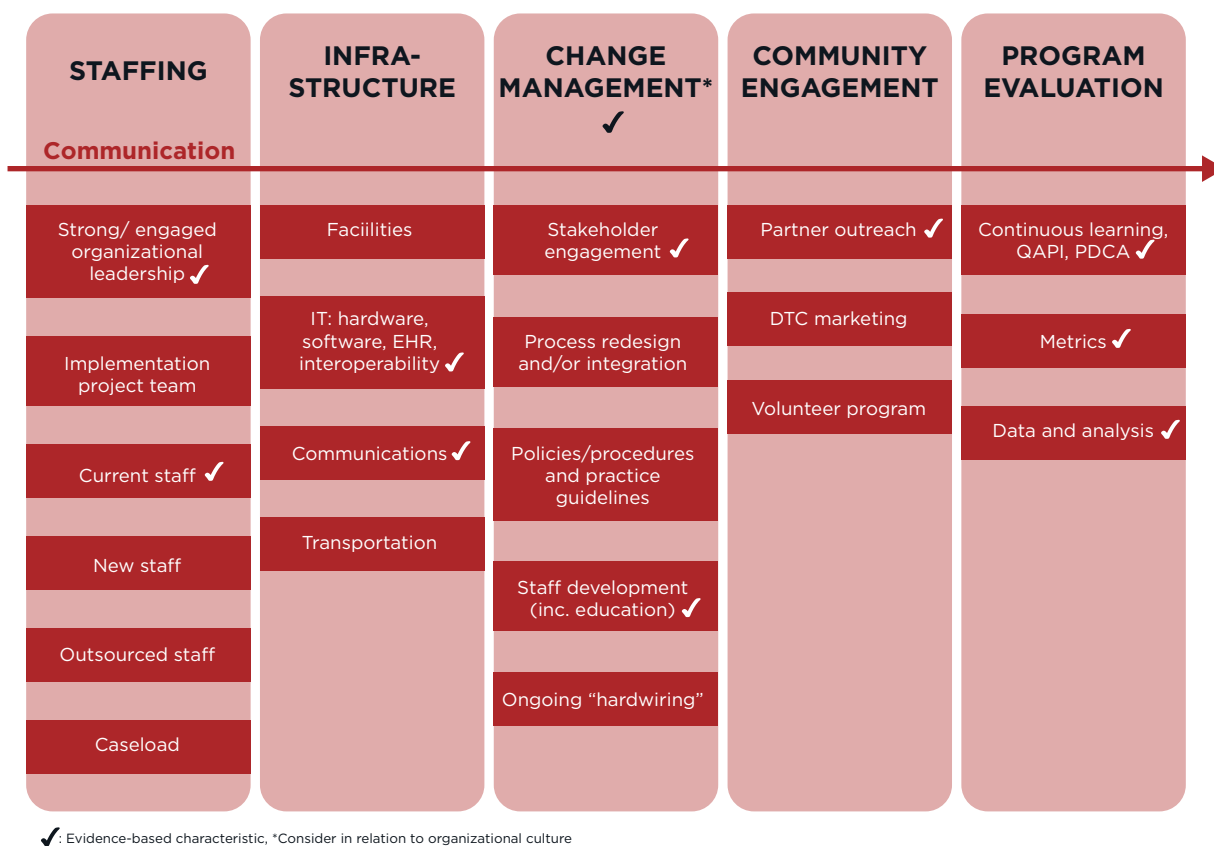 STAFFING
Communication
Strong/ engaged
organizational
leadership ✓
Implementation
project team
Current staff ✓
New staff
Outsourced staff
Caseload
INFRA-
STRUCTURE
Faciilities
IT: hardware,
software, EHR,
interoperability ✓
Communications ✓
Transportation
CHANGE
MANAGEMENT*
✓
Stakeholder
engagement ✓
Process redesign
and/or integration
Policies/procedures
and practice
guidelines
Staff development
(inc. education) ✓
Ongoing “hardwiring”
COMMUNITY
ENGAGEMENT
Partner outreach ✓
DTC marketing
Volunteer program
PROGRAM
EVALUATION
Continuous learning,
QAPI, PDCA ✓
Metrics ✓
Data and analysis ✓
✓: Evidence-based characteristic, *Consider in relation to organizational culture